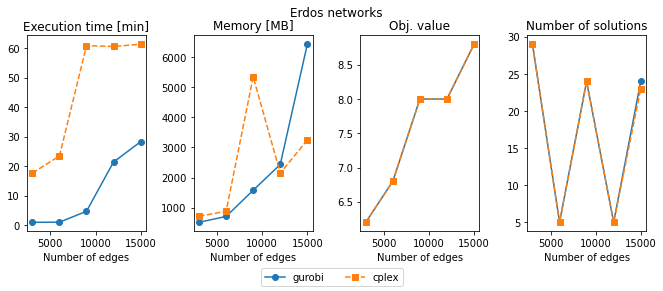 Erdos networks
Execution time [min]
60
50
40
30
20
10
0
5000 10000 15000
Number of edges
Memory [MB]
6000
5000
4000
3000
2000
1000
5000 10000 15000
Number of edges
Obj. value
8.5
8.0
7.5
7.0
6.5
5000 10000 15000
Number of edges
Number of solutions
30
25
20
15
10
5
5000 10000 15000
Number of edges
gurobi cplex